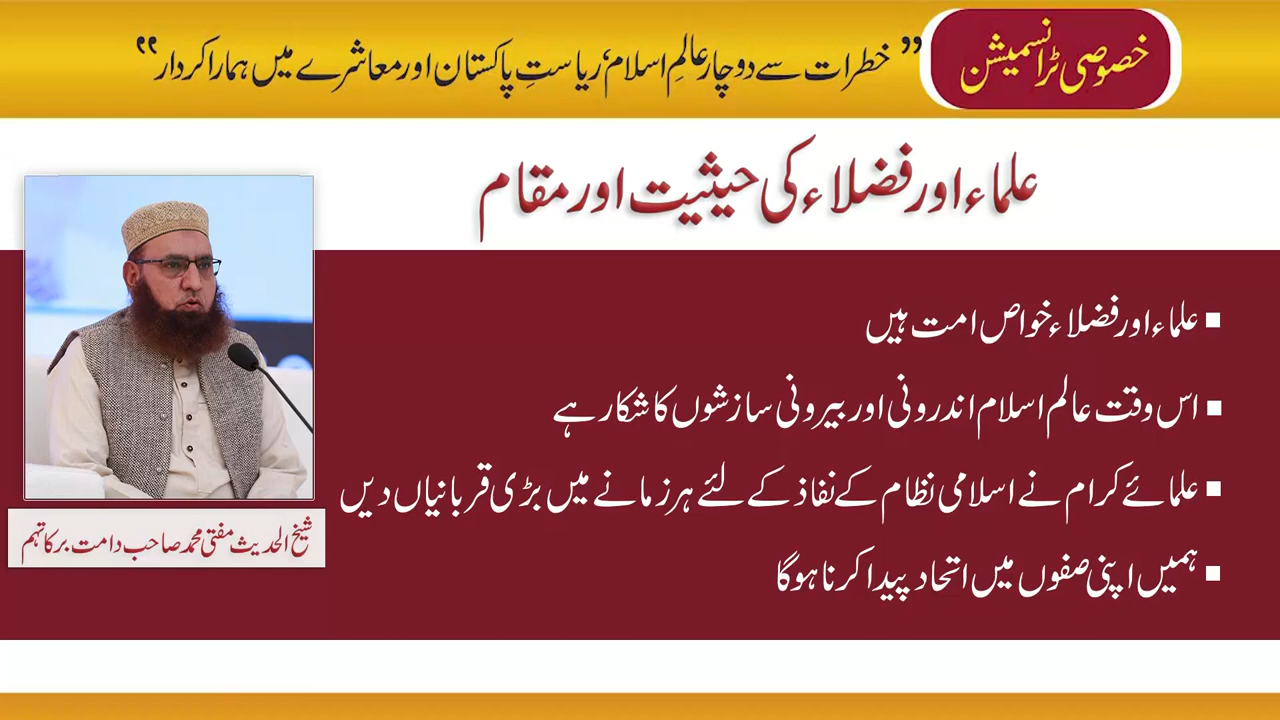 خصوصی ٹرانسمیشن
”خطرات سے دوچار عالمِ اسلام، ریاستِ پاکستان اور معاشرے میں ہمارا کردار“
علماء اور فضلاء کی حیثیت اور مقام
▪ علماء اور فضلاء خواص امت ہیں
▪ اس وقت عالم اسلام اندرونی اور بیرونی سازشوں کا شکار ہے
▪ علمائے کرام نے اسلامی نظام کے نفاذ کے لئے ہر زمانے میں بڑی قربانیاں دیں
▪ ہمیں اپنی صفوں میں اتحاد پیدا کرنا ہوگا
شیخ الحدیث مفتی محمد صاحب دامت برکاتہم